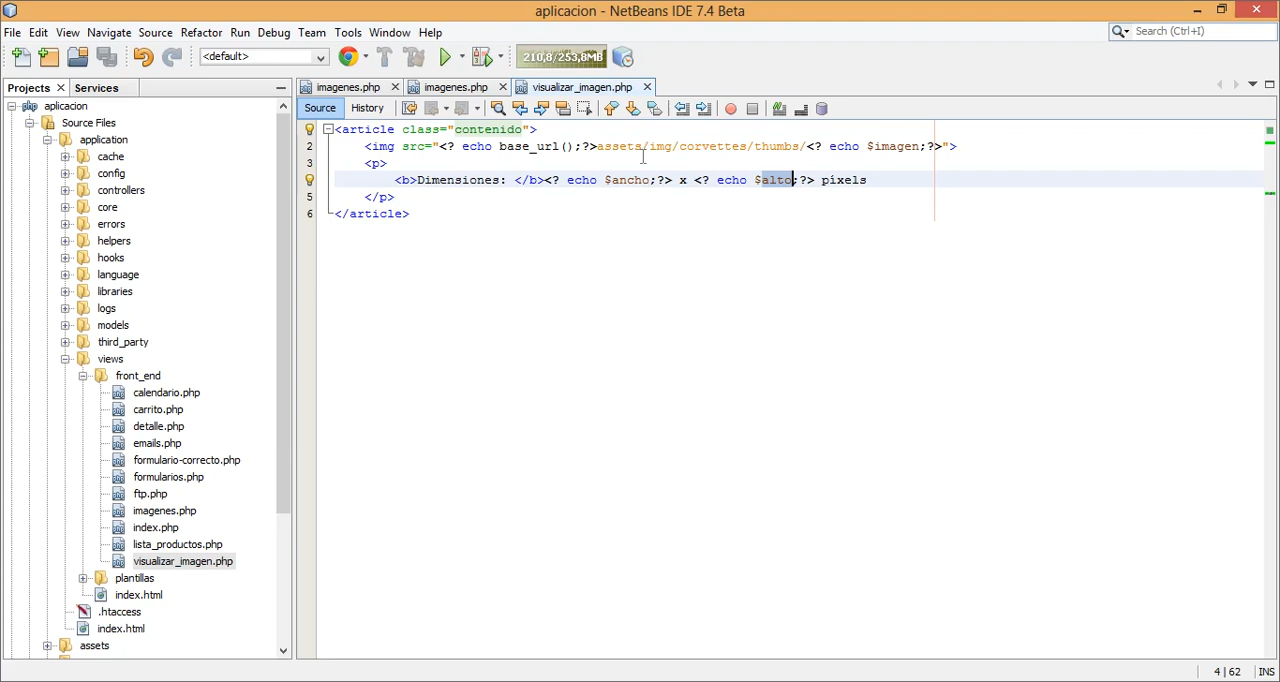 aplicacion - NetBeans IDE 7.4 Beta
File Edit View Navigate Source Refactor Run Debug Team Tools Window Help
Search (Ctrl+I)
<default>
210,8/253,8MB
Projects Services
imagenes.php imagenes.php visualizar_imagen.php
Source History
aplicacion
Source Files
application
cache
config
controllers
core
errors
helpers
hooks
language
libraries
logs
models
third_party
views
front_end
calendario.php
carrito.php
detalle.php
emails.php
formulario-correcto.php
formularios.php
ftp.php
imagenes.php
index.php
lista_productos.php
visualizar_imagen.php
plantillas
index.html
.htaccess
index.html
assets
<article class="contenido">
2 <img src="<? echo base_url();?>assets/img/corvettes/thumbs/<? echo $imagen;?>">
3 <p>
<b>Dimensiones: </b><? echo $ancho;?> x <? echo $alto;?> píxels
5 </p>
6 </article>
4 | 62 INS